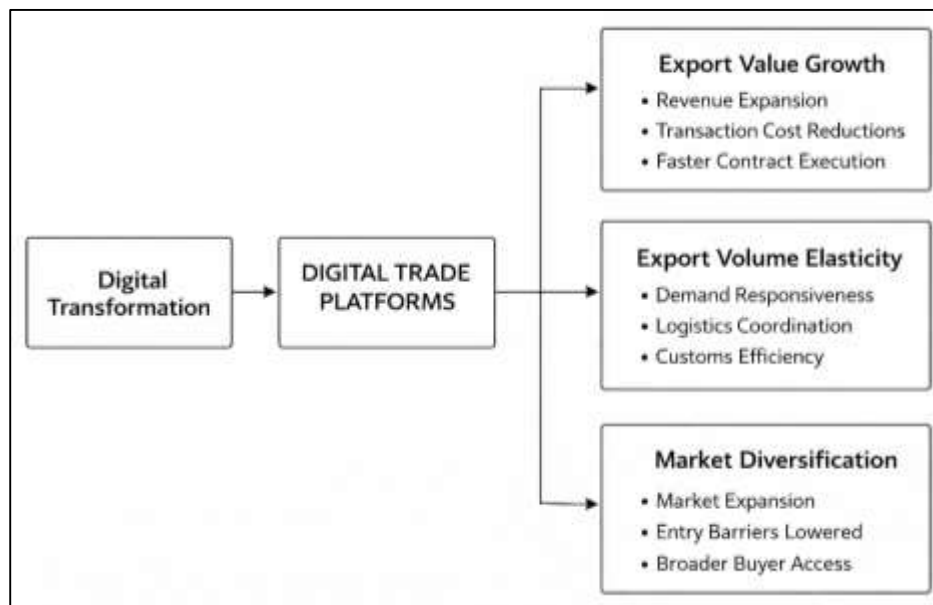 Digital
Transformation
DIGITAL TRADE
PLATFORMS
Export Value Growth
• Revenue Expansion
• Transaction Cost Reductions
• Faster Contract Execution
Export Volume Elasticity
• Demand Responsiveness
• Logistics Coordination
• Customs Efficiency
Market Diversification
• Market Expansion
• Entry Barriers Lowered
• Broader Buyer Access